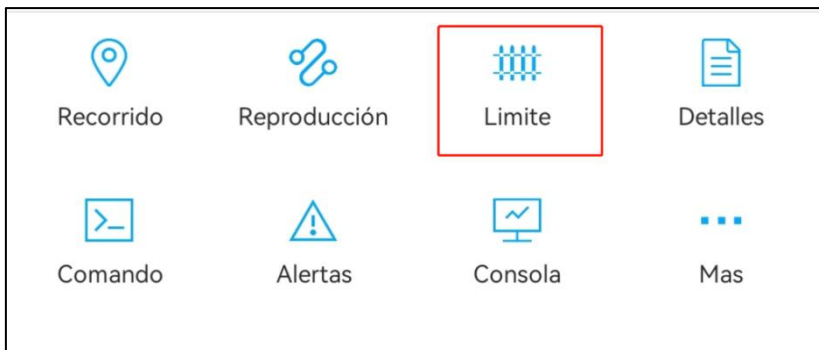 Recorrido Reproducción Limite Detalles
Comando Alertas Consola Mas